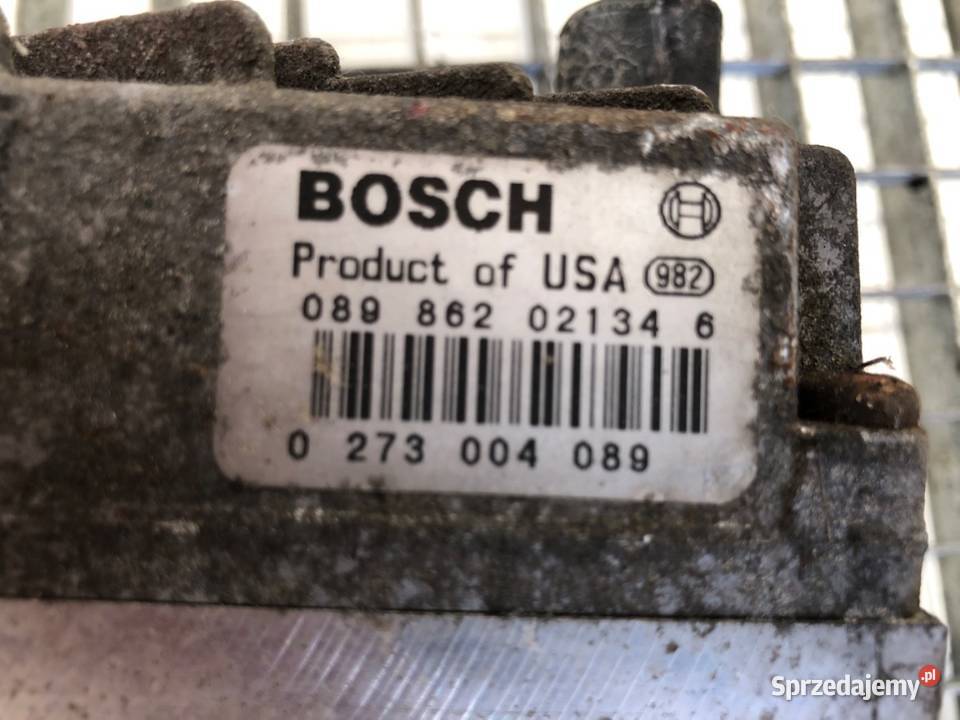 BOSCH
Product of USA 982
089 862 02134 6
0 273 004 089
Sprzedajemy.pl